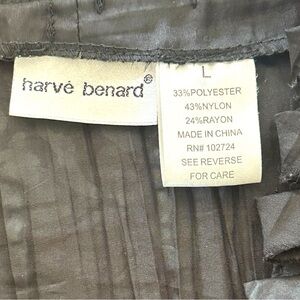 harvé benard®
L
33%POLYESTER
43%NYLON
24%RAYON
MADE IN CHINA
RN# 102724
SEE REVERSE
FOR CARE